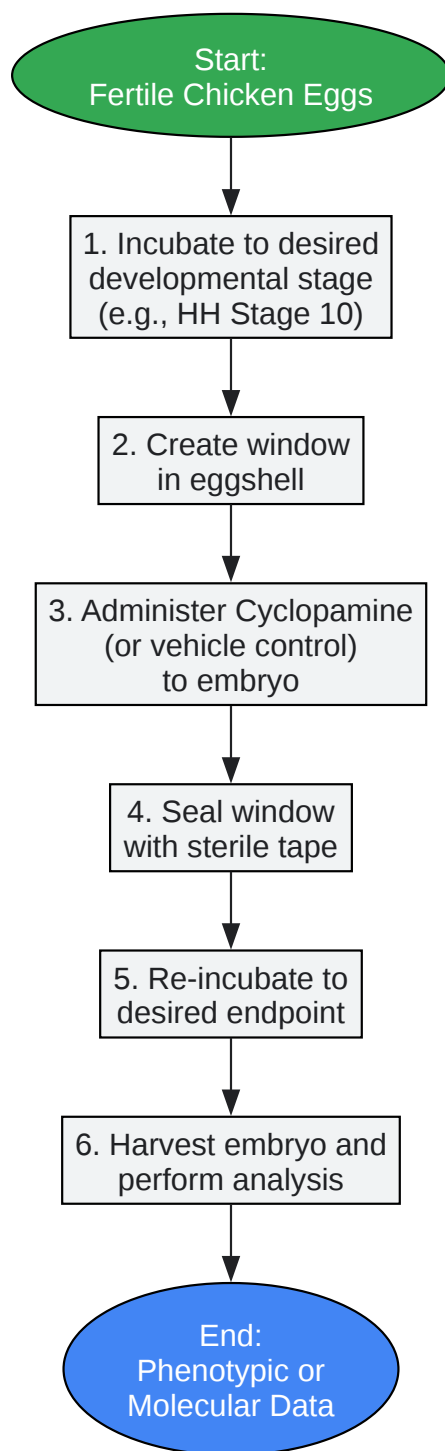 Start:
Fertile Chicken Eggs
1. Incubate to desired
developmental stage
(e.g., HH Stage 10)
2. Create window
in eggshell
3. Administer Cyclopamine
(or vehicle control)
to embryo
4. Seal window
with sterile tape
5. Re-incubate to
desired endpoint
6. Harvest embryo and
perform analysis
End:
Phenotypic or
Molecular Data